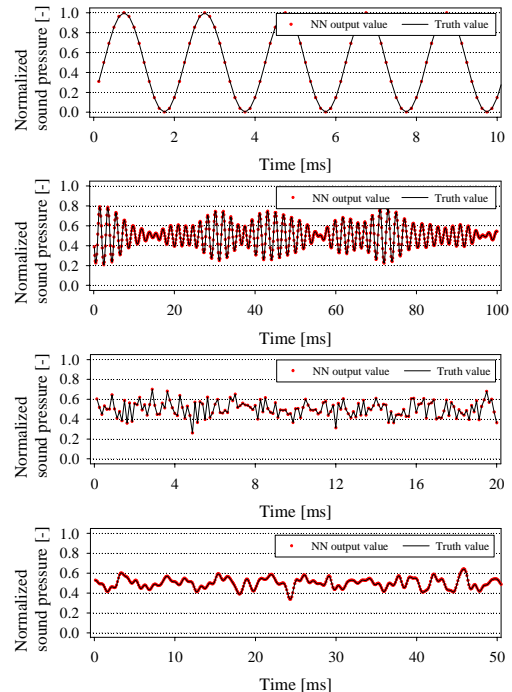 Normalized
sound pressure [-]
1.0
0.8
0.6
0.4
0.2
0.0
NN output value
Truth value
0
2
4
6
8
10
Time [ms]
Normalized
sound pressure [-]
1.0
0.8
0.6
0.4
0.2
0.0
NN output value
Truth value
0
20
40
60
80
100
Time [ms]
Normalized
sound pressure [-]
1.0
0.8
0.6
0.4
0.2
0.0
NN output value
Truth value
0
4
8
12
16
20
Time [ms]
Normalized
sound pressure [-]
1.0
0.8
0.6
0.4
0.2
0.0
NN output value
Truth value
0
10
20
30
40
50
Time [ms]